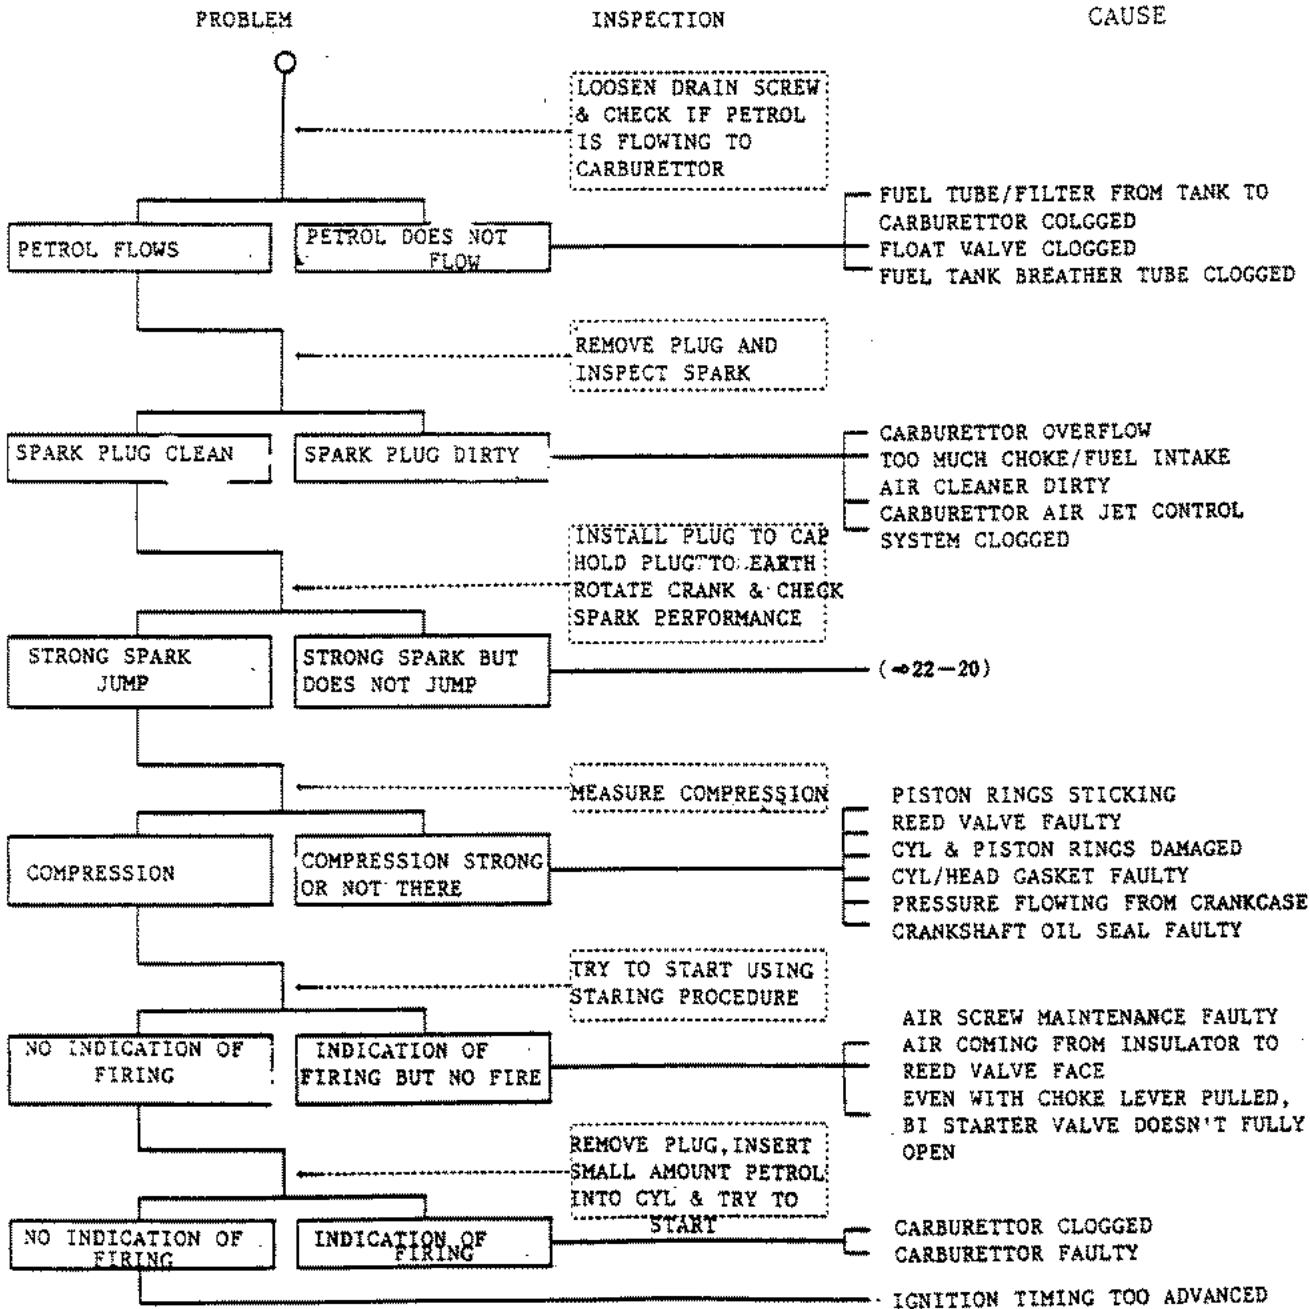 PROBLEM
INSPECTION
CAUSE
LOOSEN DRAIN SCREW
& CHECK IF PETROL
IS FLOWING TO
CARBURETTOR
PETROL FLOWS
PETROL DOES NOT
FLOW
FUEL TUBE/FILTER FROM TANK TO
CARBURETTOR COLGGED
FLOAT VALVE CLOGGED
FUEL TANK BREATHER TUBE CLOGGED
REMOVE PLUG AND
INSPECT SPARK
SPARK PLUG CLEAN
SPARK PLUG DIRTY
CARBURETTOR OVERFLOW
TOO MUCH CHOKE/FUEL INTAKE
AIR CLEANER DIRTY
CARBURETTOR AIR JET CONTROL
SYSTEM CLOGGED
INSTALL PLUG TO CAP
HOLD PLUG TO EARTH
ROTATE CRANK & CHECK
SPARK PERFORMANCE
STRONG SPARK
JUMP
STRONG SPARK BUT
DOES NOT JUMP
(➩22-20)
MEASURE COMPRESSION
COMPRESSION
COMPRESSION STRONG
OR NOT THERE
PISTON RINGS STICKING
REED VALVE FAULTY
CYL & PISTON RINGS DAMAGED
CYL/HEAD GASKET FAULTY
PRESSURE FLOWING FROM CRANKCASE
CRANKSHAFT OIL SEAL FAULTY
TRY TO START USING
STARING PROCEDURE
NO INDICATION OF
FIRING
INDICATION OF
FIRING BUT NO FIRE
AIR SCREW MAINTENANCE FAULTY
AIR COMING FROM INSULATOR TO
REED VALVE FACE
EVEN WITH CHOKE LEVER PULLED,
BI STARTER VALVE DOESN'T FULLY
OPEN
REMOVE PLUG, INSERT
SMALL AMOUNT PETROL
INTO CYL & TRY TO
START
NO INDICATION OF
FIRING
INDICATION OF
FIRING
CARBURETTOR CLOGGED
CARBURETTOR FAULTY
IGNITION TIMING TOO ADVANCED